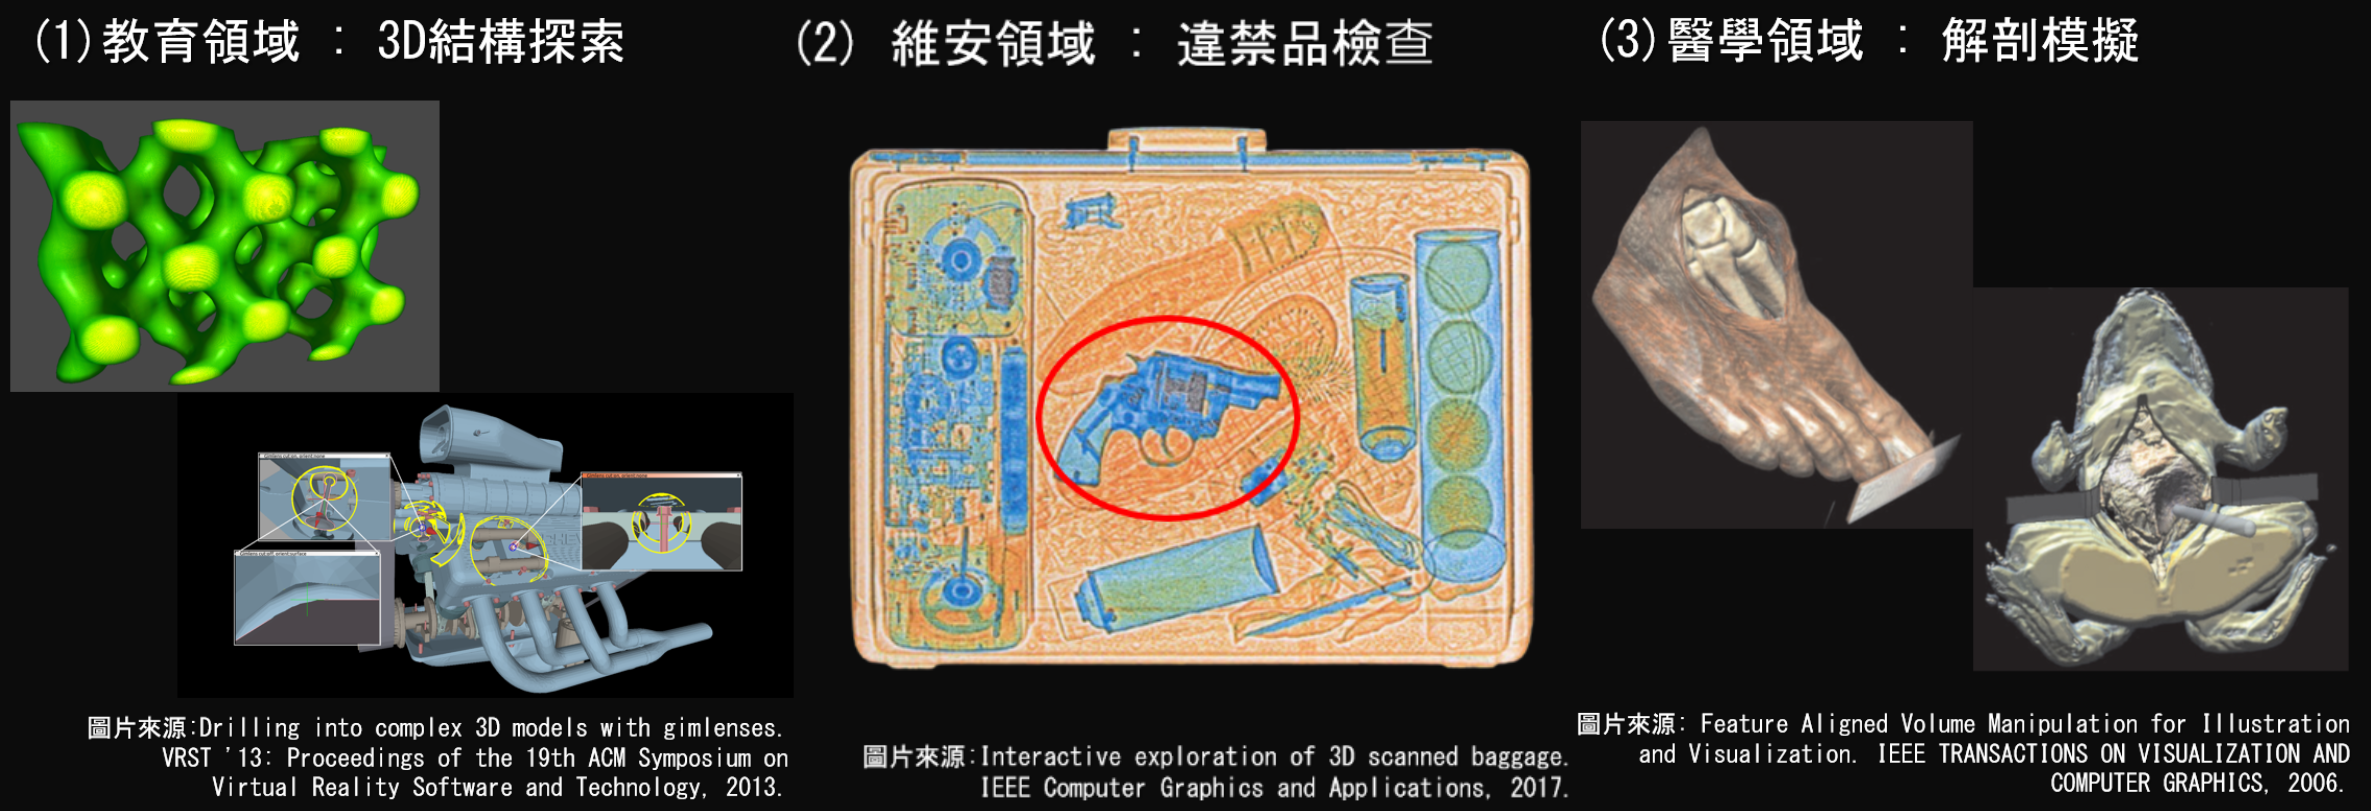 (1)教育領域 : 3D結構探索
(2) 維安領域 : 違禁品檢查
(3)醫學領域 : 解剖模擬
圖片來源:Drilling into complex 3D models with gimlenses.
VRST '13: Proceedings of the 19th ACM Symposium on
Virtual Reality Software and Technology, 2013.
圖片來源:Interactive exploration of 3D scanned baggage.
IEEE Computer Graphics and Applications, 2017.
圖片來源: Feature Aligned Volume Manipulation for Illustration
and Visualization. IEEE TRANSACTIONS ON VISUALIZATION AND
COMPUTER GRAPHICS, 2006.